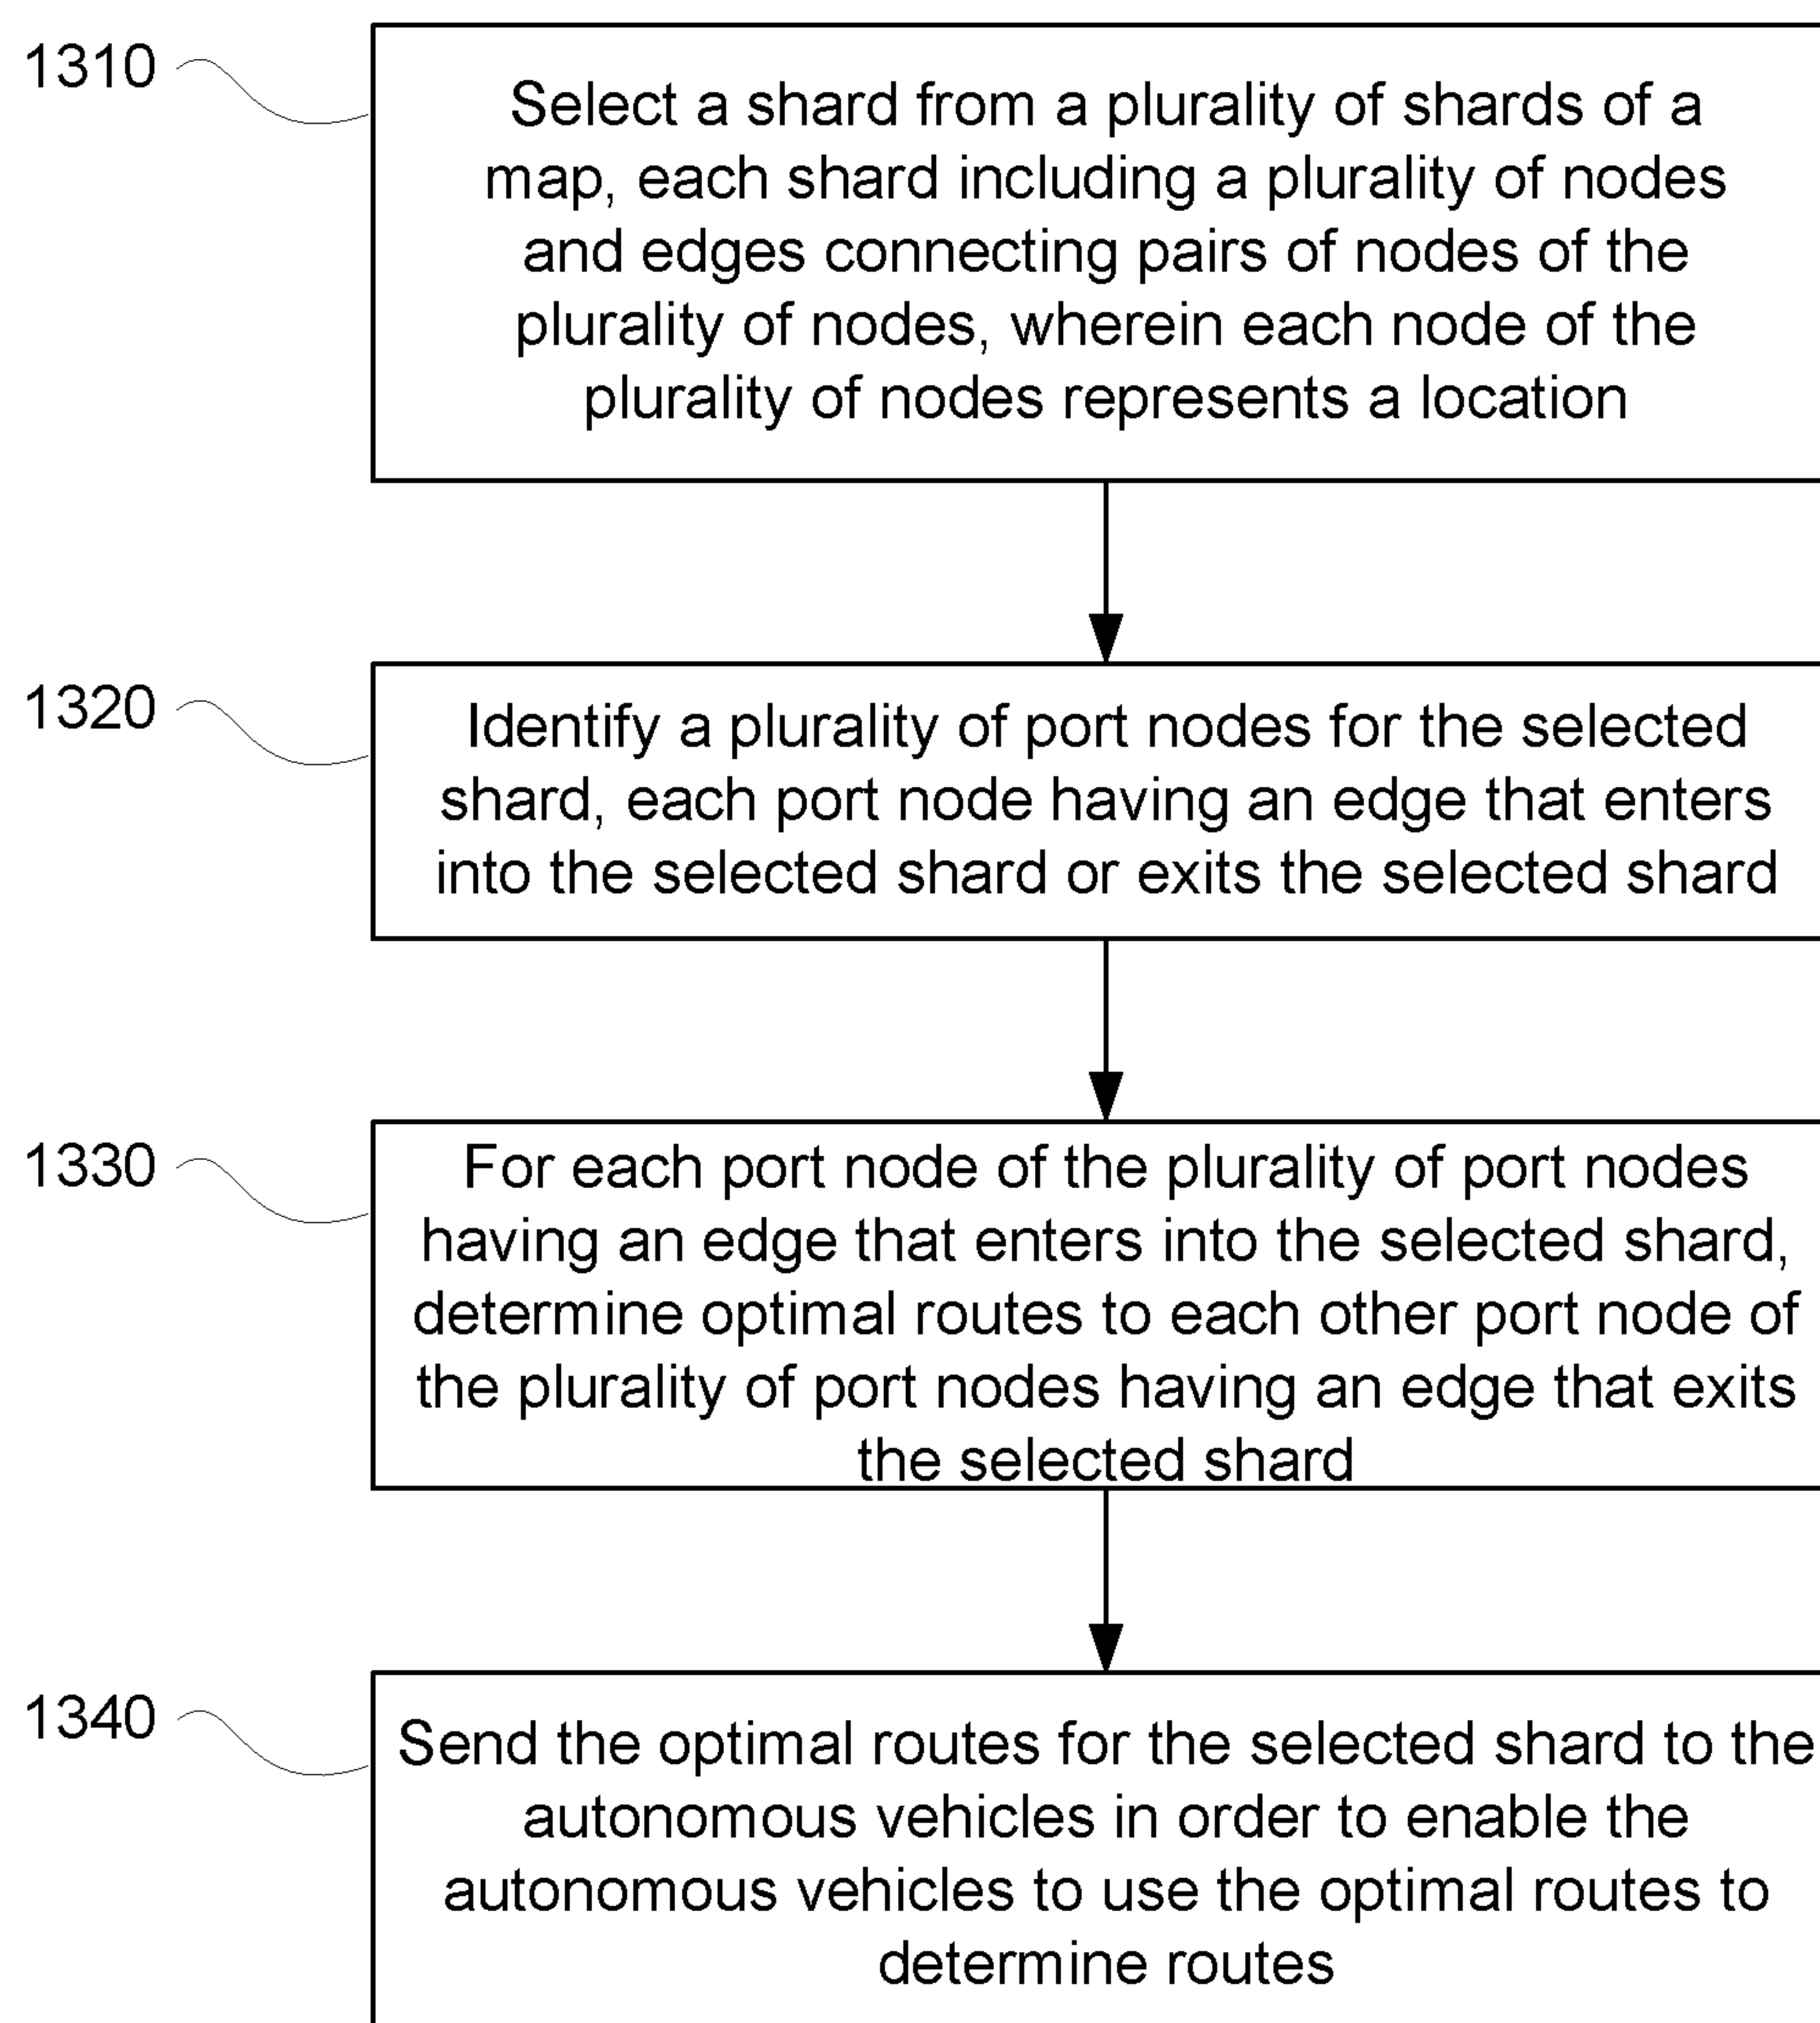 1310
Select a shard from a plurality of shards of a
map, each shard including a plurality of nodes
and edges connecting pairs of nodes of the
plurality of nodes, wherein each node of the
plurality of nodes represents a location
1320
Identify a plurality of port nodes for the selected
shard, each port node having an edge that enters
into the selected shard or exits the selected shard
1330
For each port node of the plurality of port nodes
having an edge that enters into the selected shard,
determine optimal routes to each other port node of
the plurality of port nodes having an edge that exits
the selected shard
1340
Send the optimal routes for the selected shard to the
autonomous vehicles in order to enable the
autonomous vehicles to use the optimal routes to
determine routes